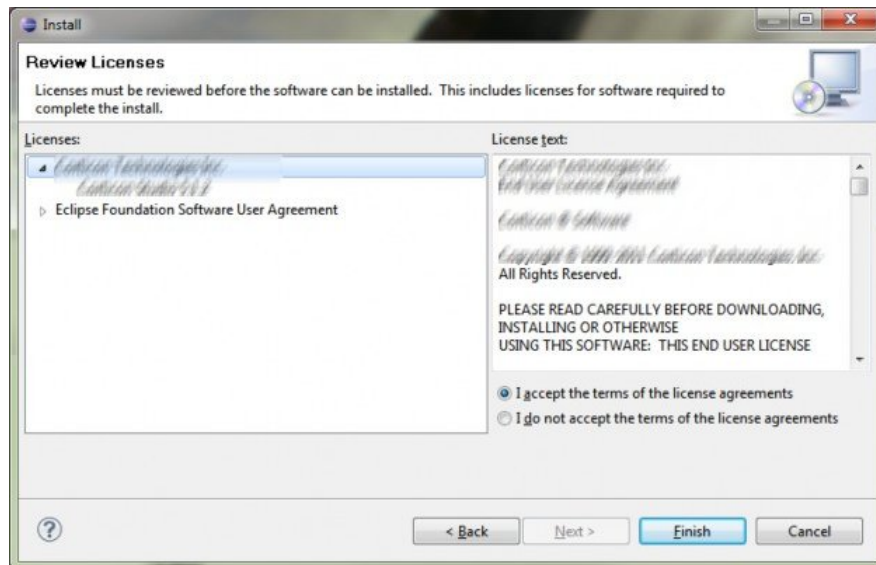 Install
Review Licenses
Licenses must be reviewed before the software can be installed. This includes licenses for software required to
complete the install.
Licenses:
Eclipse Foundation Software User Agreement
License text:
All Rights Reserved.
PLEASE READ CAREFULLY BEFORE DOWNLOADING,
INSTALLING OR OTHERWISE
USING THIS SOFTWARE: THIS END USER LICENSE
I accept the terms of the license agreements
I do not accept the terms of the license agreements
?
< Back
Next >
Finish
Cancel